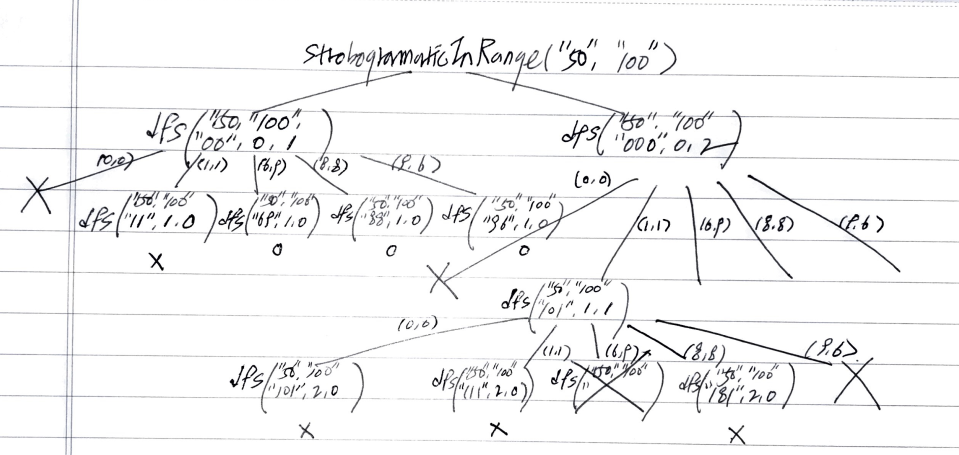 StrobogrammaticInRange("50", "100")
dfs("50", "100",
"00", 0, 1)
dfs("50", "100"
"000", 0, 2)
(0,0)
(1,1)
(6,9)
(8,8)
(9,6)
(0,0)
(1,1)
(6,9)
(8,8)
(9,6)
X
dfs("50", "100"
"11", 1, 0)
dfs("50", "100"
"69", 1, 0)
dfs("50", "100"
"88", 1, 0)
dfs("50", "100"
"96", 1, 0)
X
O
O
O
X
dfs("50", "100"
"101", 1, 1)
(0,0)
(1,1)
(6,9)
(8,8)
(9,6)
dfs("50", "100"
"101", 2, 0)
dfs("50", "100"
"111", 2, 0)
dfs("50", "100"
dfs("50", "100"
"181", 2, 0)
X
X
X
X